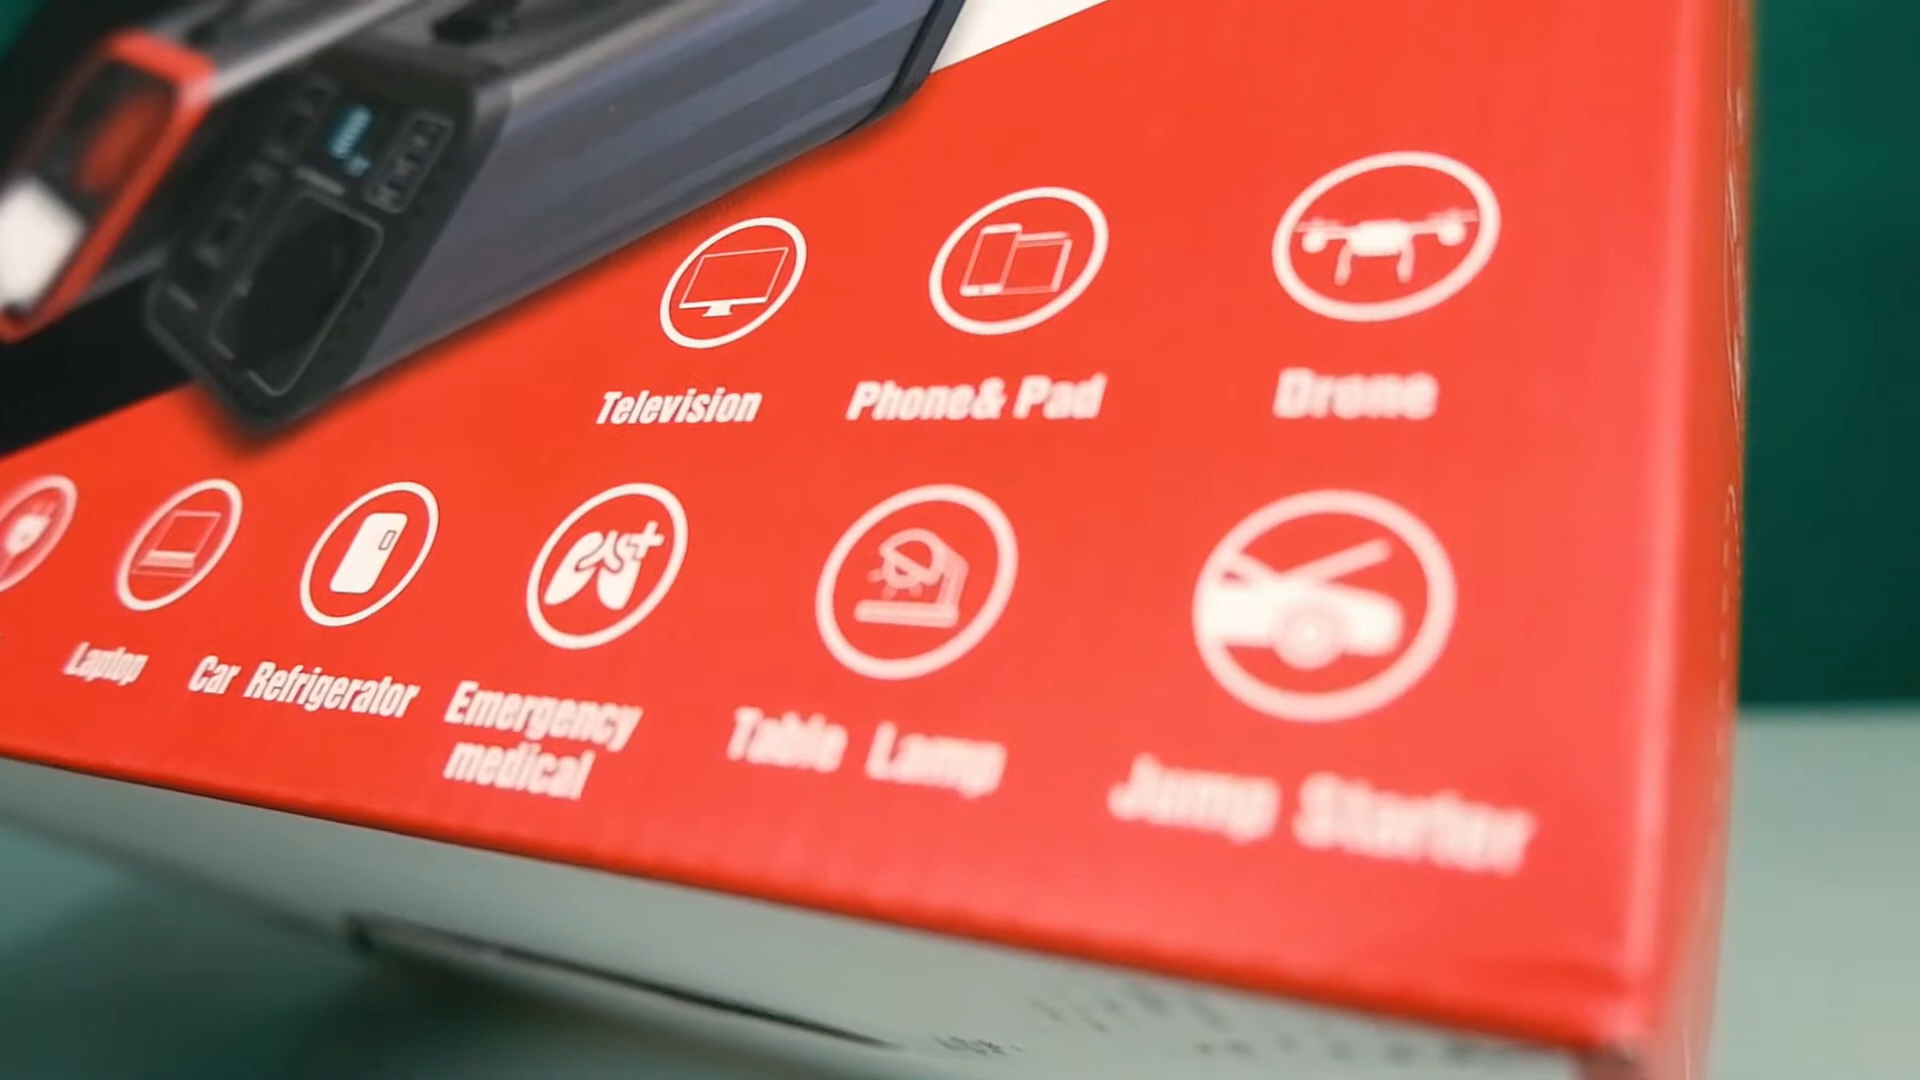 Television
Phone& Pad
Drone
Laptop
Car Refrigerator
Emergency
medical
Table Lamp
Jump Starter